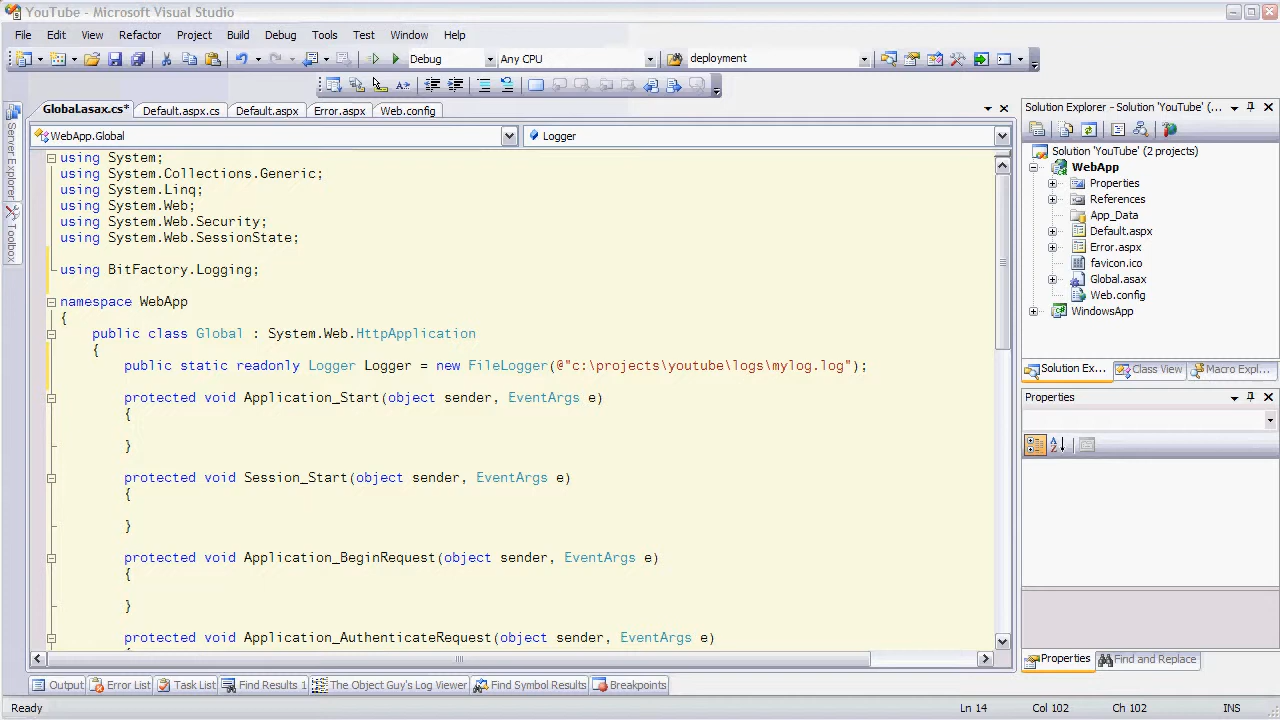 YouTube - Microsoft Visual Studio
File Edit View Refactor Project Build Debug Tools Test Window Help
Debug Any CPU deployment
Global.asax.cs* Default.aspx.cs Default.aspx Error.aspx Web.config
WebApp.Global Logger
Server Explorer
Toolbox
using System;
using System.Collections.Generic;
using System.Linq;
using System.Web;
using System.Web.Security;
using System.Web.SessionState;
using BitFactory.Logging;
namespace WebApp
{
public class Global : System.Web.HttpApplication
{
public static readonly Logger Logger = new FileLogger(@"c:\projects\youtube\logs\mylog.log");
protected void Application_Start(object sender, EventArgs e)
{
}
protected void Session_Start(object sender, EventArgs e)
{
}
protected void Application_BeginRequest(object sender, EventArgs e)
{
}
protected void Application_AuthenticateRequest(object sender, EventArgs e)
Solution Explorer - Solution 'YouTube' (...
Solution 'YouTube' (2 projects)
WebApp
Properties
References
App_Data
Default.aspx
Error.aspx
favicon.ico
Global.asax
Web.config
WindowsApp
Solution Ex... Class View Macro Expl...
Properties
Properties Find and Replace
Output Error List Task List Find Results 1 The Object Guy's Log Viewer Find Symbol Results Breakpoints
Ready Ln 14 Col 102 Ch 102 INS